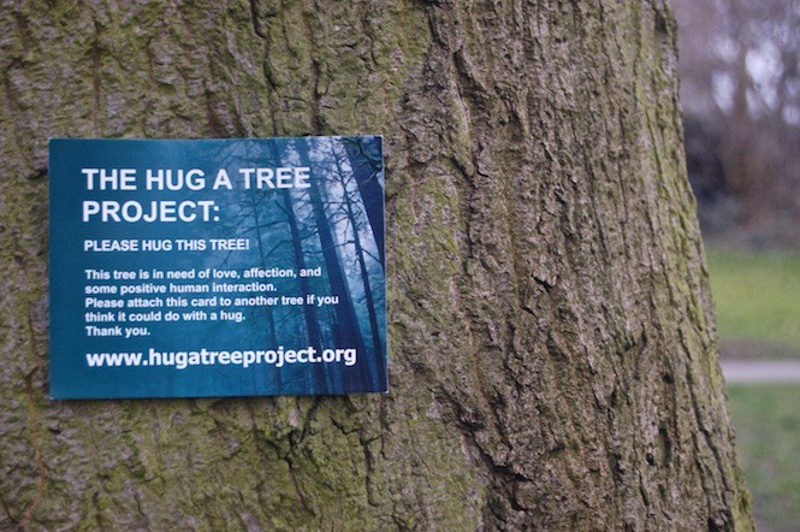 THE HUG A TREE
PROJECT:
PLEASE HUG THIS TREE!
This tree is in need of love, affection, and
some positive human interaction.
Please attach this card to another tree if you
think it could do with a hug.
Thank you.
www.hugatreeproject.org